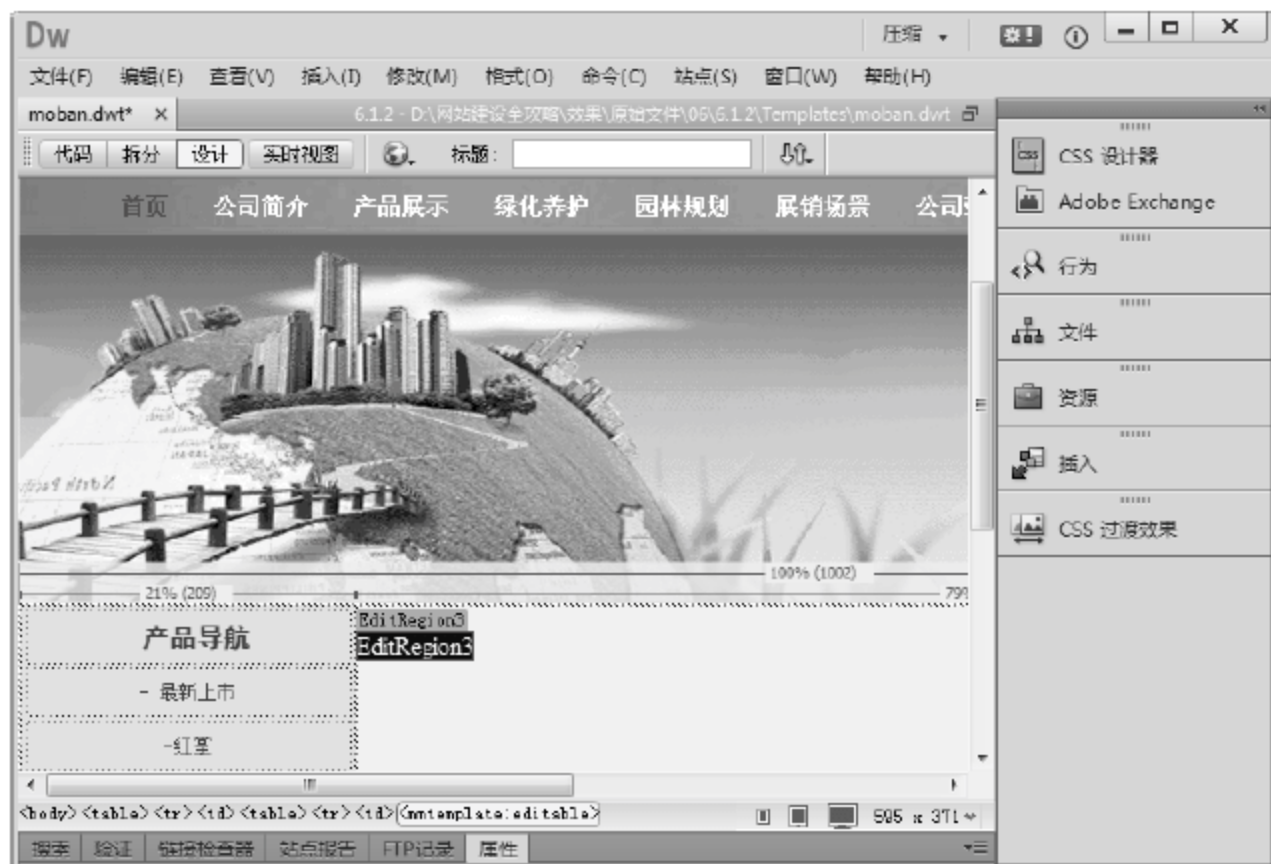 Dw
压缩
文件(F) 编辑(E) 查看(V) 插入(I) 修改(M) 格式(O) 命令(C) 站点(S) 窗口(W) 帮助(H)
moban.dwt* × 6.1.2 - D:\网站建设全攻略\效果\原始文件\06\6.1.2\Templates\moban.dwt
代码 拆分 设计 实时视图 标题:
首页 公司简介 产品展示 绿化养护 园林规划 展销场景 公司
100% (1002)
21% (209) 79%
产品导航
- 最新上市
-红掌
EditRegion3
EditRegion3
<body> <table> <tr> <td> <table> <tr> <td> <mmtemplate:editable>
595 x 371
搜索 验证 链接检查器 站点报告 FTP记录 属性
CSS 设计器
Adobe Exchange
行为
文件
资源
插入
CSS 过渡效果